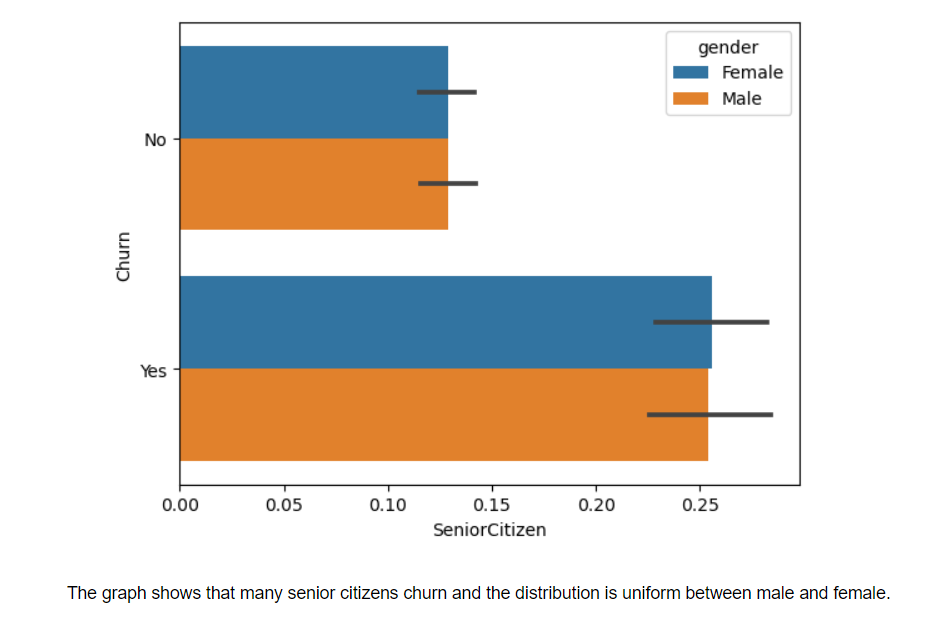 gender
Female
Male
No
Churn
Yes
0.00 0.05 0.10 0.15 0.20 0.25
SeniorCitizen
The graph shows that many senior citizens churn and the distribution is uniform between male and female.